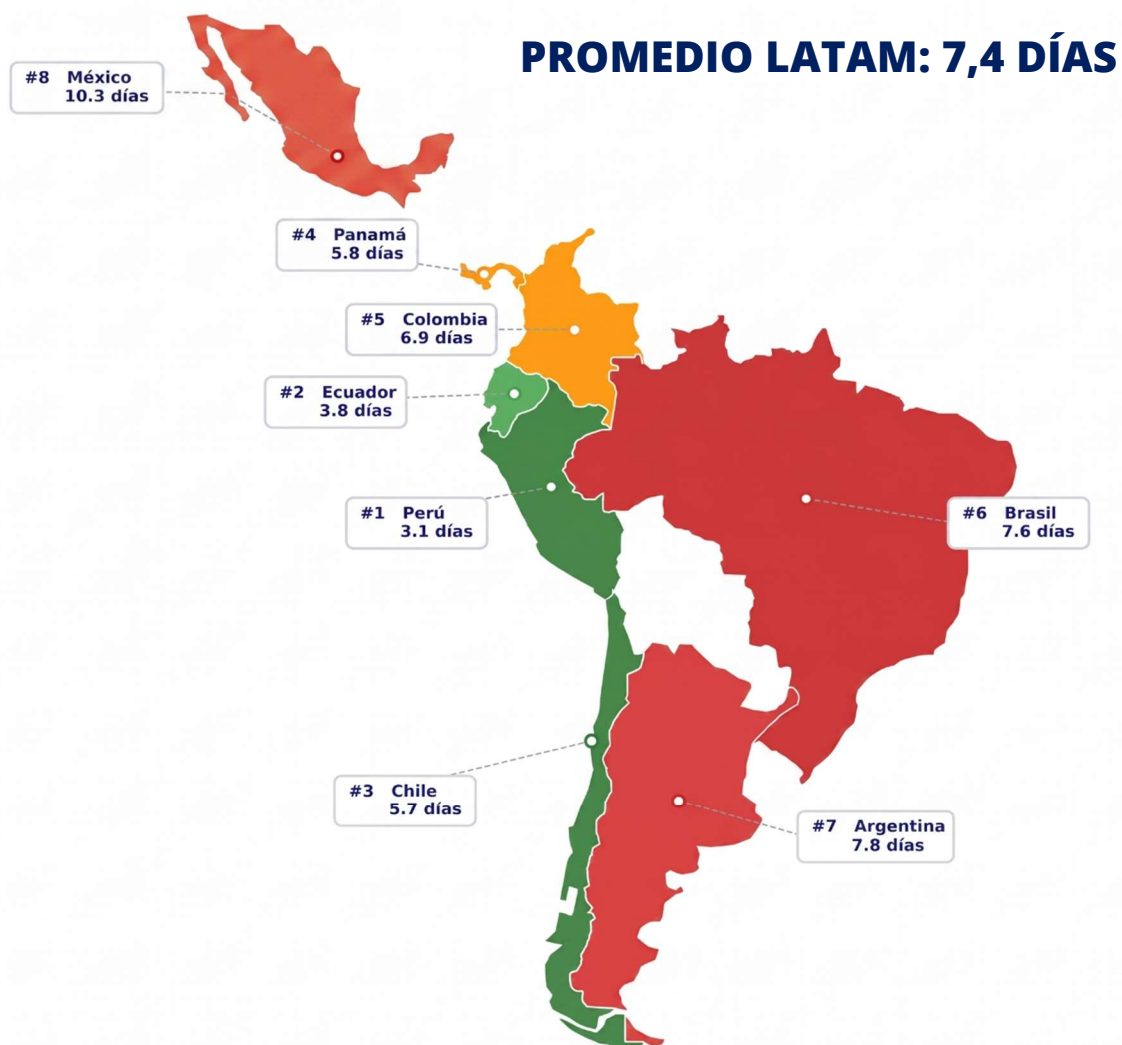 PROMEDIO LATAM: 7,4 DÍAS
#8 México
10.3 días
#4 Panamá
5.8 días
#5 Colombia
6.9 días
#2 Ecuador
3.8 días
#1 Perú
3.1 días
#6 Brasil
7.6 días
#3 Chile
5.7 días
#7 Argentina
7.8 días